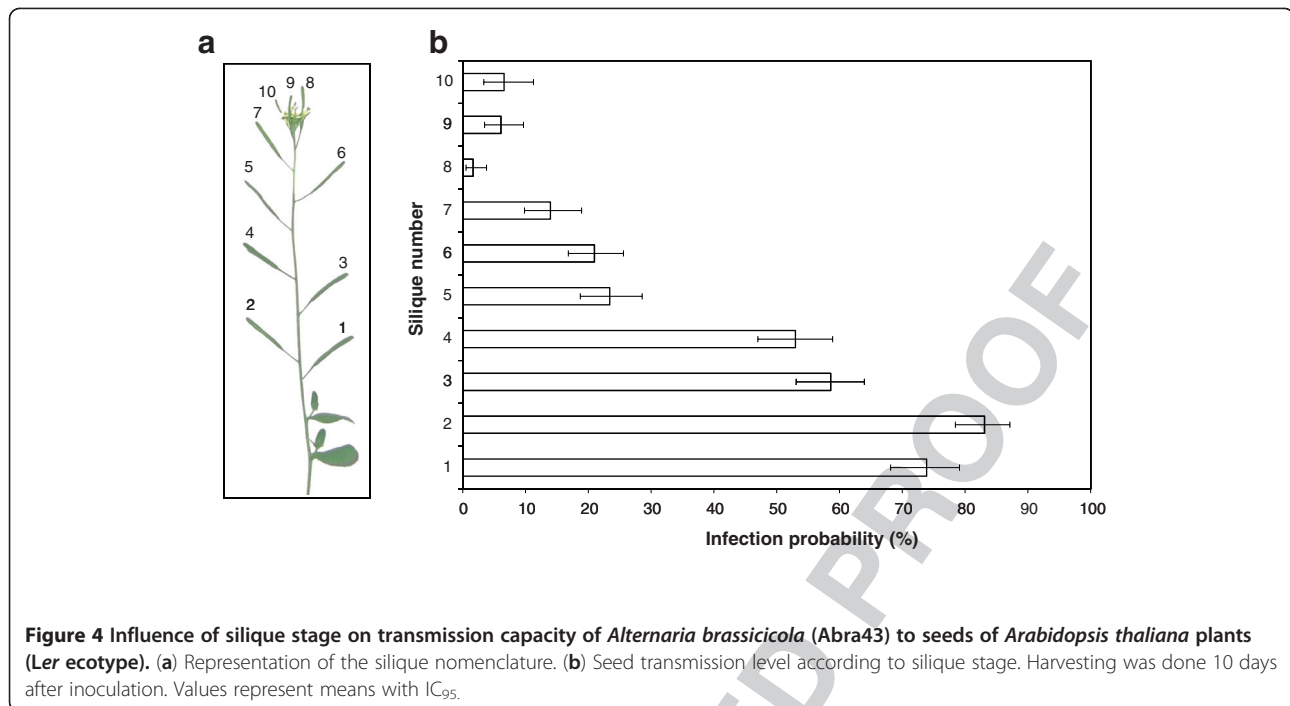 a
b
10
9
8
7
6
5
4
3
2
1
Silique number
10
9
8
7
6
5
4
3
2
1
0 10 20 30 40 50 60 70 80 90 100
Infection probability (%)
ED PROOF
Figure 4 Influence of silique stage on transmission capacity of Alternaria brassicicola (Abra43) to seeds of Arabidopsis thaliana plants
(Ler ecotype). (a) Representation of the silique nomenclature. (b) Seed transmission level according to silique stage. Harvesting was done 10 days
after inoculation. Values represent means with IC95.